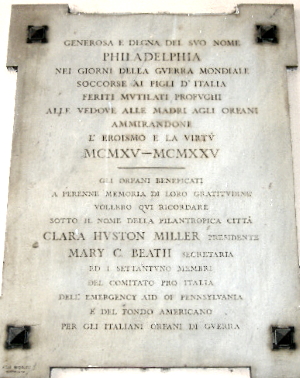 GENEROSA E DEGNA DEL SVO NOME
PHILADELPHIA
NEI GIORNI DELLA GVERRA MONDIALE
SOCCORSE AI FIGLI D'ITALIA
FERITI MVTILATI PROFVGHI
ALLE VEDOVE ALLE MADRI AGLI ORFANI
AMMIRANDONE
L'EROISMO E LA VIRTÙ
MCMXV—MCMXXV
GLI ORFANI BENEFICATI
A PERENNE MEMORIA DI LORO GRATITVDINE
VOLLERO QVI RICORDARE
SOTTO IL NOME DELLA FILANTROPICA CITTÀ
CLARA HVSTON MILLER PRESIDENTE
MARY C. BEATH SECRETARIA
ED I SETTANTVNO MEMBRI
DEL COMITATO PRO ITALIA
DELL'EMERGENCY AID OF PENNSYLVANIA
E DEL FONDO AMERICANO
PER GLI ITALIANI ORFANI DI GVERRA